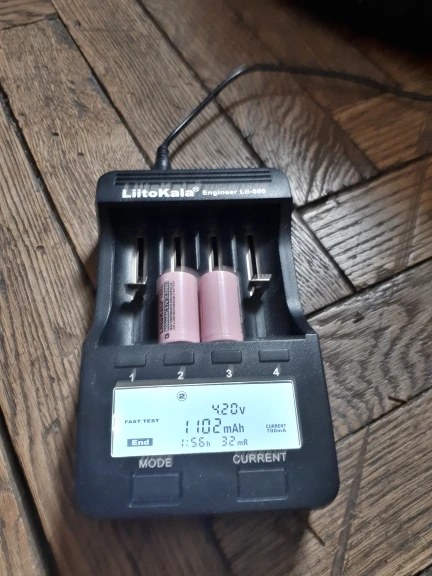 LiitoKala® Engineer Lii-500
1 2 3 4
2
4.20v
FAST TEST 1102mAh CURRENT 700mA
End 1:56h 32mR
MODE CURRENT